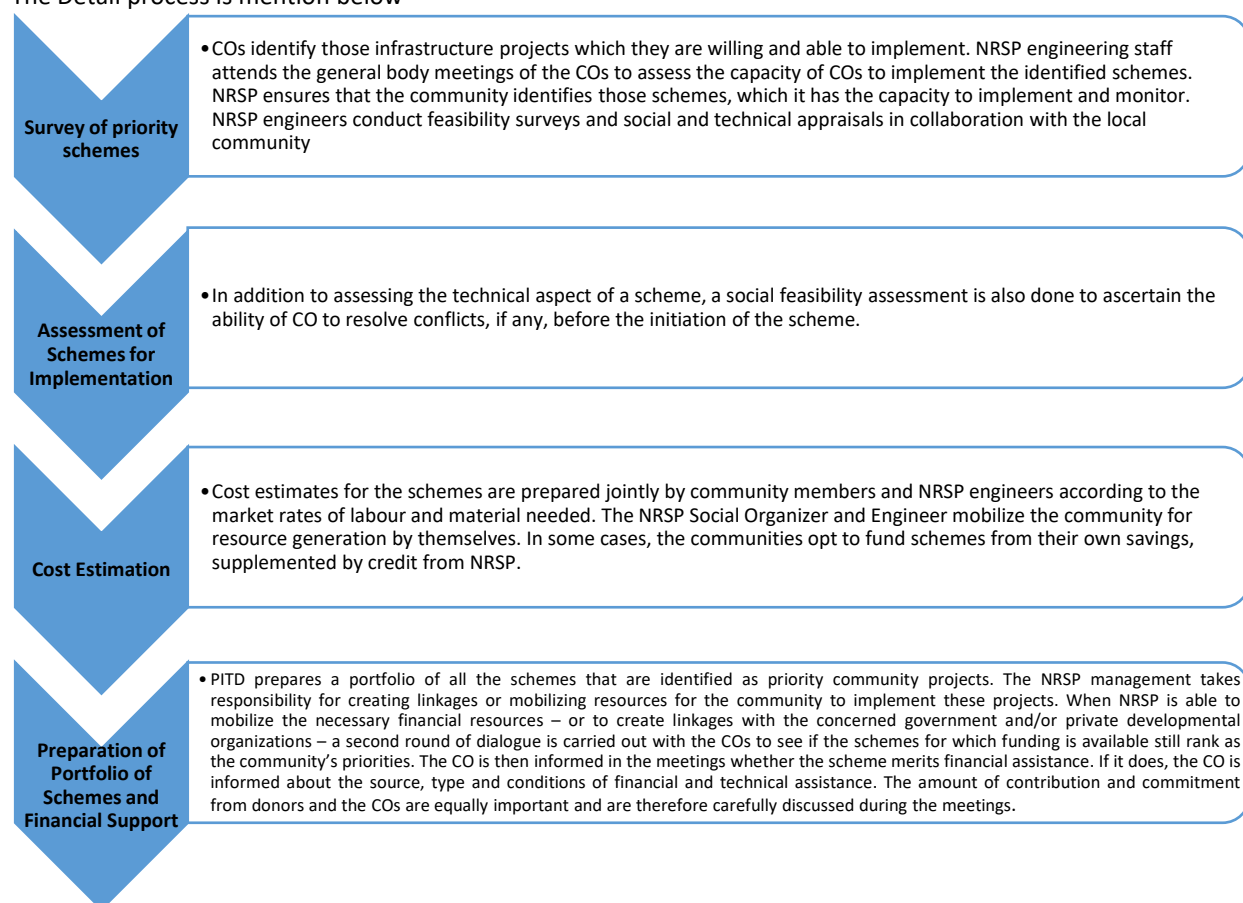 The Detail process is mention below
•COs identify those infrastructure projects which they are willing and able to implement. NRSP engineering staff
attends the general body meetings of the COs to assess the capacity of COs to implement the identified schemes.
NRSP ensures that the community identifies those schemes, which it has the capacity to implement and monitor.
NRSP engineers conduct feasibility surveys and social and technical appraisals in collaboration with the local
community
Survey of priority
schemes
•In addition to assessing the technical aspect of a scheme, a social feasibility assessment is also done to ascertain the
ability of CO to resolve conflicts, if any, before the initiation of the scheme.
Assessment of
Schemes for
Implementation
•Cost estimates for the schemes are prepared jointly by community members and NRSP engineers according to the
market rates of labour and material needed. The NRSP Social Organizer and Engineer mobilize the community for
resource generation by themselves. In some cases, the communities opt to fund schemes from their own savings,
supplemented by credit from NRSP.
Cost Estimation
• PITD prepares a portfolio of all the schemes that are identified as priority community projects. The NRSP management takes
responsibility for creating linkages or mobilizing resources for the community to implement these projects. When NRSP is able to
mobilize the necessary financial resources – or to create linkages with the concerned government and/or private developmental
organizations – a second round of dialogue is carried out with the COs to see if the schemes for which funding is available still rank as
the community's priorities. The CO is then informed in the meetings whether the scheme merits financial assistance. If it does, the CO is
informed about the source, type and conditions of financial and technical assistance. The amount of contribution and commitment
from donors and the COs are equally important and are therefore carefully discussed during the meetings.
Preparation of
Portfolio of
Schemes and
Financial Support